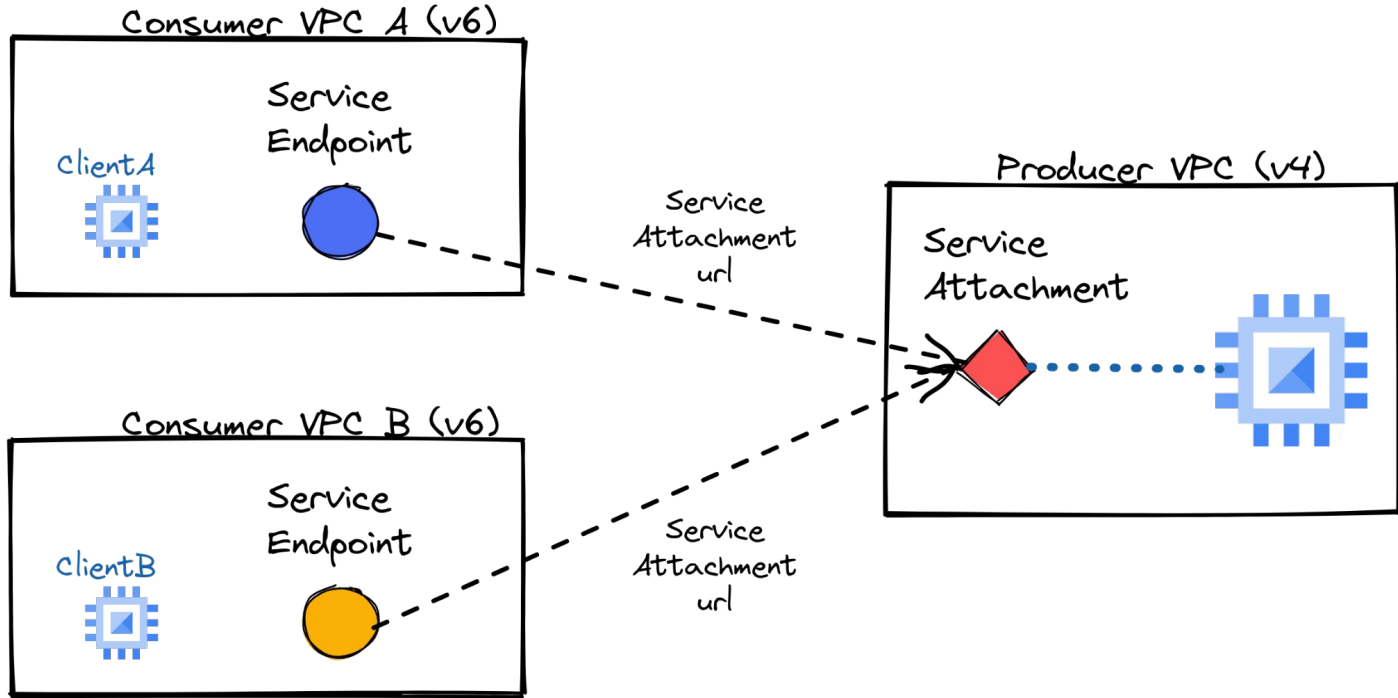 Consumer VPC A (v6)
Service
Endpoint
ClientA
Service
Attachment
url
Producer VPC (v4)
Service
Attachment
Consumer VPC B (v6)
Service
Endpoint
ClientB
Service
Attachment
url